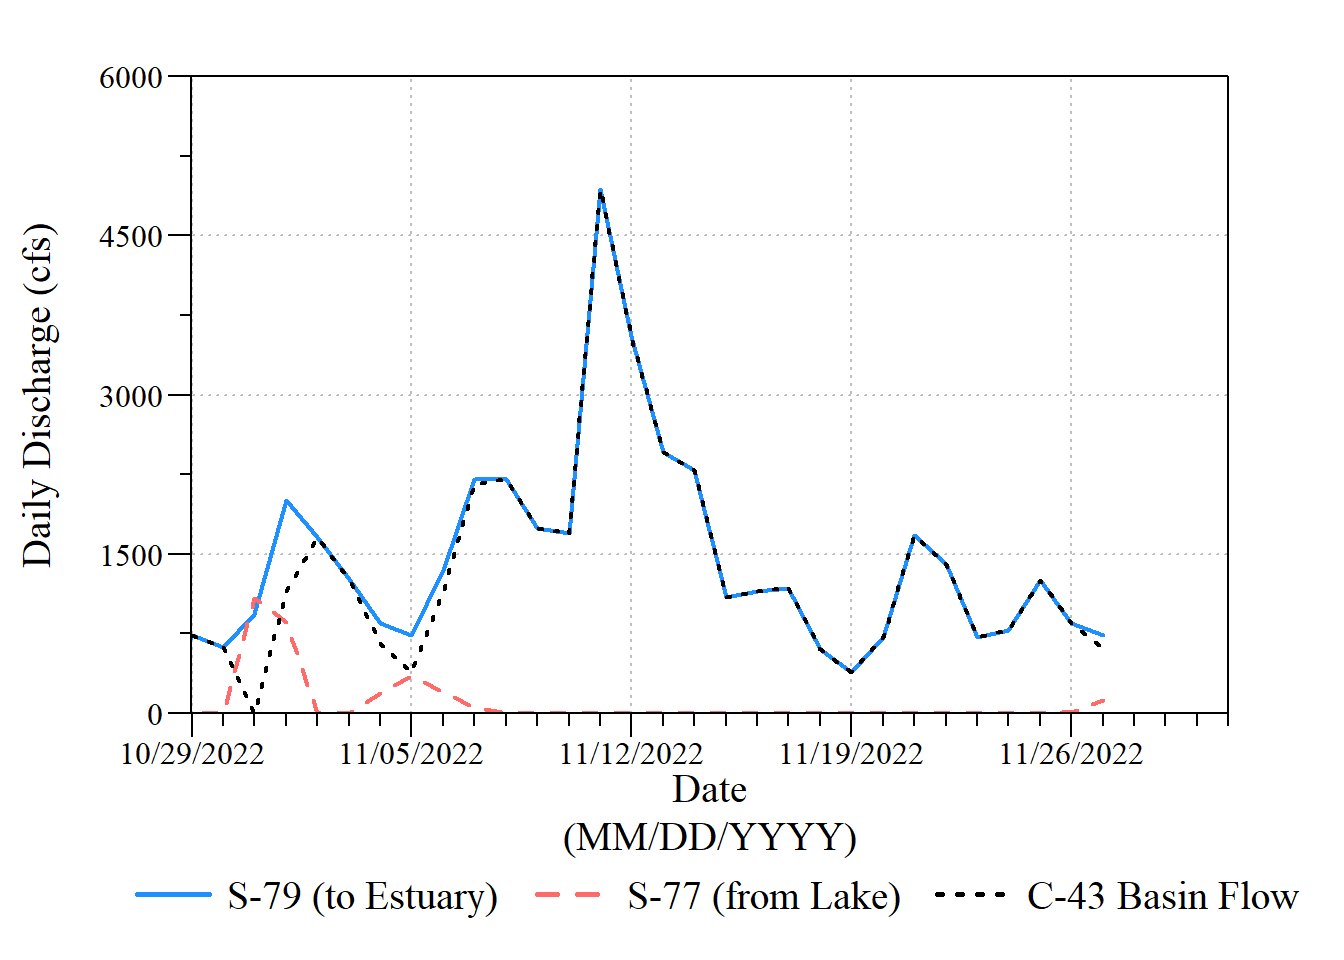 6000
4500
3000
1500
0
Daily Discharge (cfs)
10/29/2022 11/05/2022 11/12/2022 11/19/2022 11/26/2022
Date
(MM/DD/YYYY)
S-79 (to Estuary) S-77 (from Lake) C-43 Basin Flow